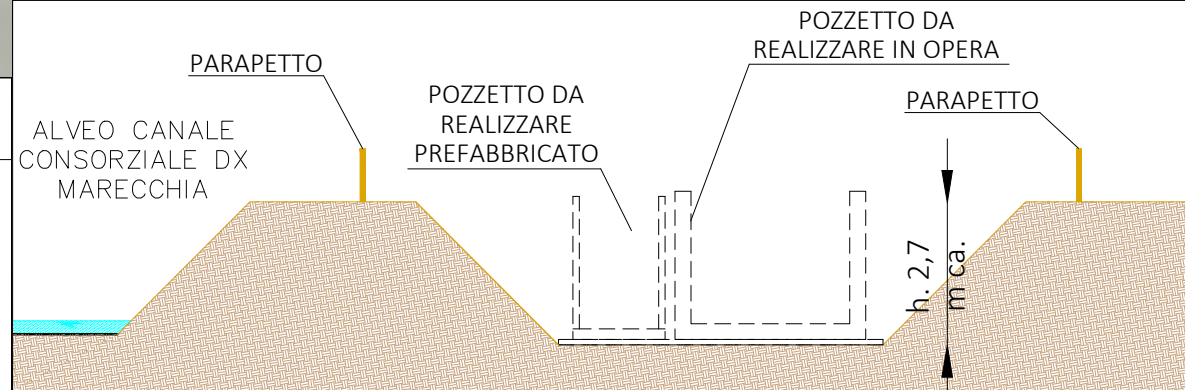 POZZETTO DA
REALIZZARE IN OPERA
PARAPETTO
POZZETTO DA
REALIZZARE
PREFABBRICATO
PARAPETTO
ALVEO CANALE
CONSORZIALE DX
MARECCHIA
h. 2,7
m ca.